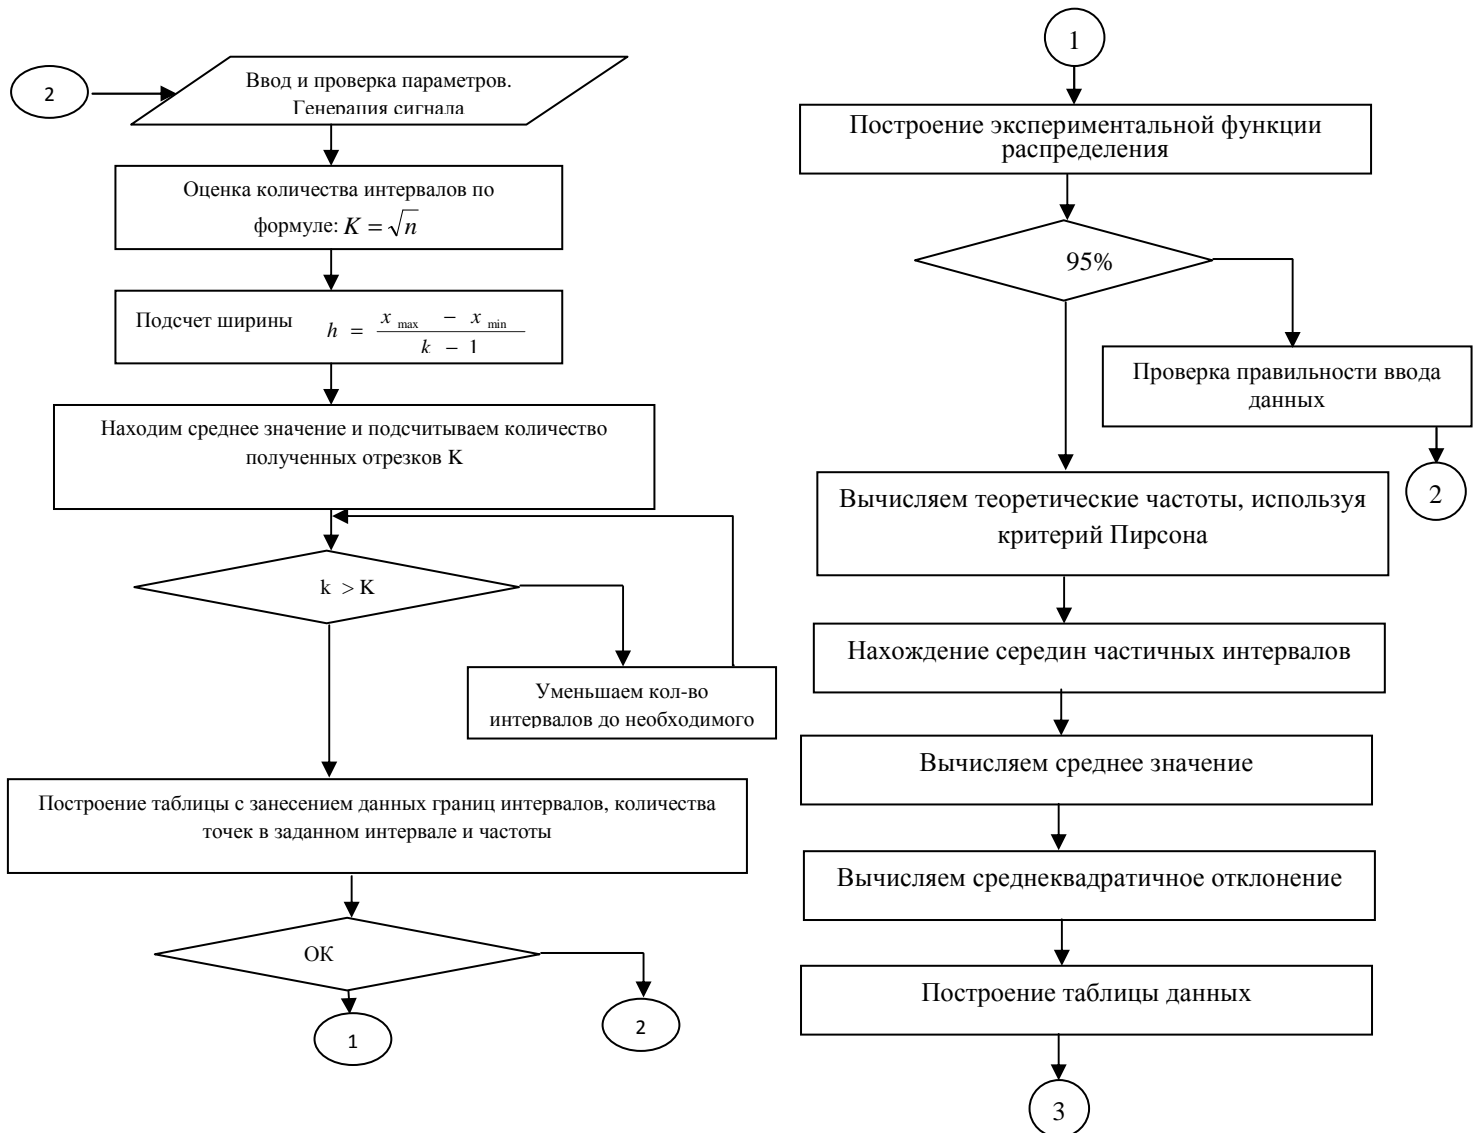 2
Ввод и проверка параметров.
Генерация сигнала
Оценка количества интервалов по
формуле: K = √n
Подсчет ширины h = (x max − x min) / (k − 1)
Находим среднее значение и подсчитываем количество
полученных отрезков K
k > K
Уменьшаем кол-во
интервалов до необходимого
Построение таблицы с занесением данных границ интервалов, количества
точек в заданном интервале и частоты
ОК
1
2
1
Построение экспериментальной функции
распределения
95%
Проверка правильности ввода
данных
2
Вычисляем теоретические частоты, используя
критерий Пирсона
Нахождение середин частичных интервалов
Вычисляем среднее значение
Вычисляем среднеквадратичное отклонение
Построение таблицы данных
3